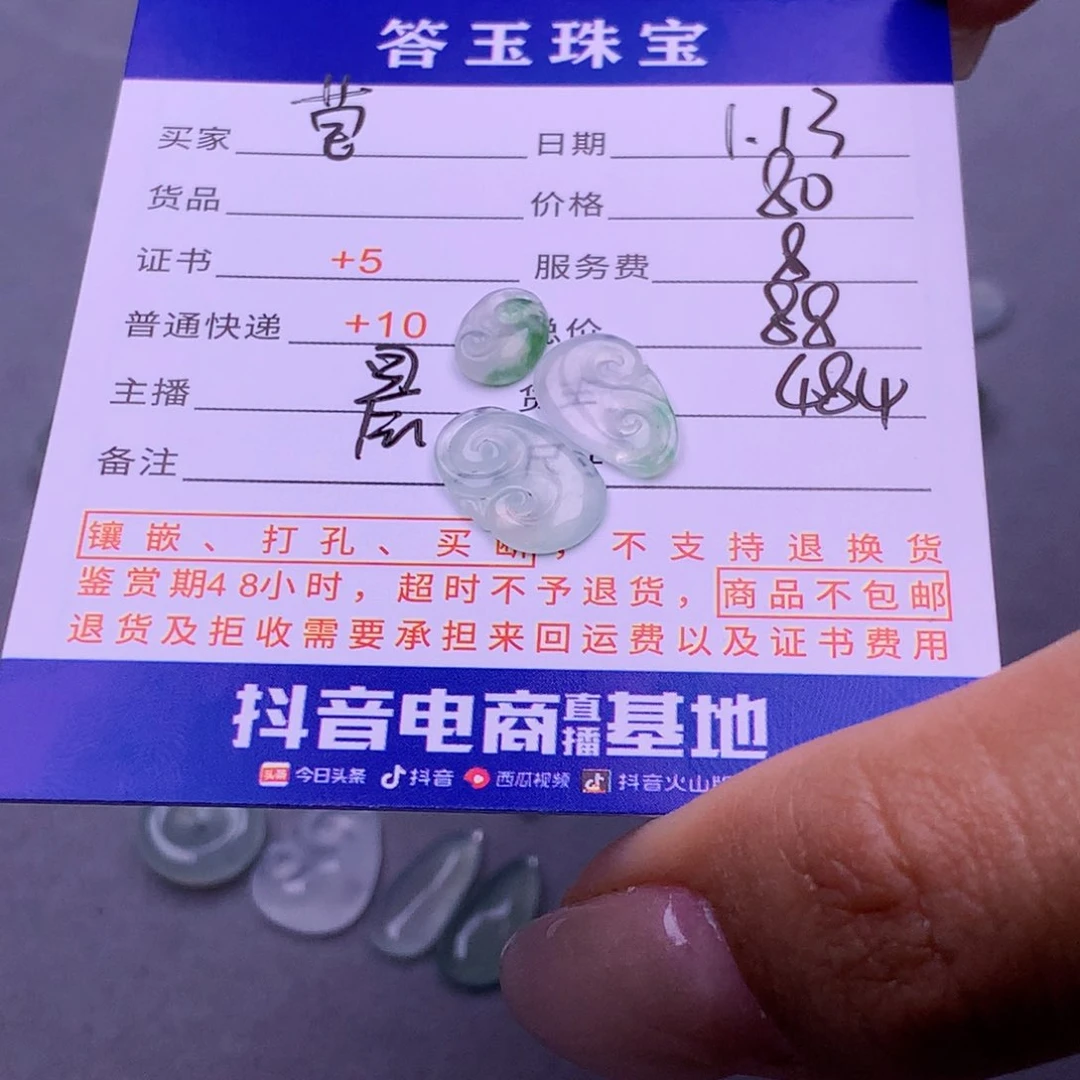 答玉珠宝
买家 日期 1.13
货品 价格 80
证书 +5 服务费 8
普通快递 +10 总价 88
主播 484
备注
镶嵌、打孔、买断，不支持退换货
鉴赏期48小时，超时不予退货，商品不包邮
退货及拒收需要承担来回运费以及证书费用
抖音电商直播基地
头条 今日头条 抖音 西瓜视频 抖音火山版